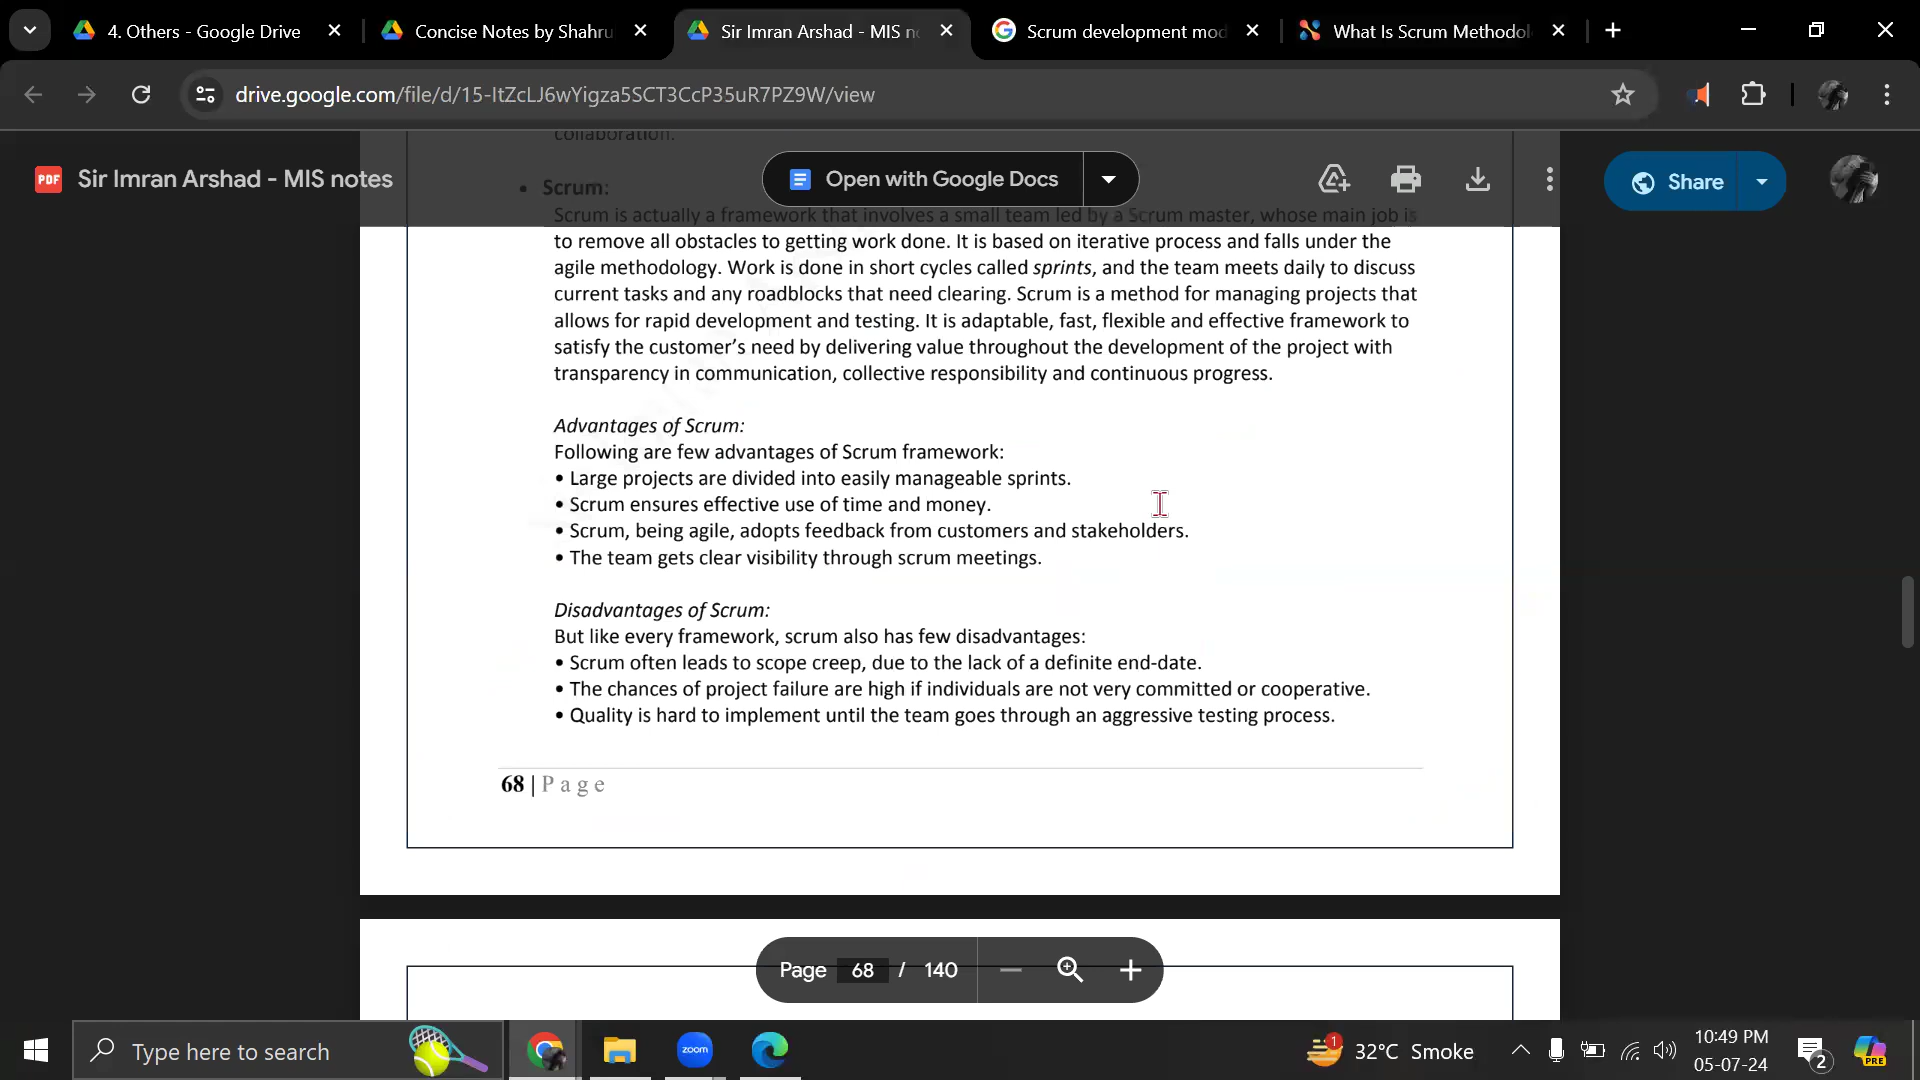 4. Others - Google Drive
Concise Notes by Shahru
Sir Imran Arshad - MIS n
Scrum development mod
What Is Scrum Methodol
drive.google.com/file/d/15-ItZcLJ6wYigza5SCT3CcP35uR7PZ9W/view
collaboration.
PDF
Sir Imran Arshad - MIS notes
Open with Google Docs
Share
• Scrum:
Scrum is actually a framework that involves a small team led by a Scrum master, whose main job is
to remove all obstacles to getting work done. It is based on iterative process and falls under the
agile methodology. Work is done in short cycles called sprints, and the team meets daily to discuss
current tasks and any roadblocks that need clearing. Scrum is a method for managing projects that
allows for rapid development and testing. It is adaptable, fast, flexible and effective framework to
satisfy the customer’s need by delivering value throughout the development of the project with
transparency in communication, collective responsibility and continuous progress.
Advantages of Scrum:
Following are few advantages of Scrum framework:
• Large projects are divided into easily manageable sprints.
• Scrum ensures effective use of time and money.
• Scrum, being agile, adopts feedback from customers and stakeholders.
• The team gets clear visibility through scrum meetings.
Disadvantages of Scrum:
But like every framework, scrum also has few disadvantages:
• Scrum often leads to scope creep, due to the lack of a definite end-date.
• The chances of project failure are high if individuals are not very committed or cooperative.
• Quality is hard to implement until the team goes through an aggressive testing process.
68 | P a g e
Page 68 / 140
Type here to search
zoom
1
32°C Smoke
10:49 PM
05-07-24
2
PRE